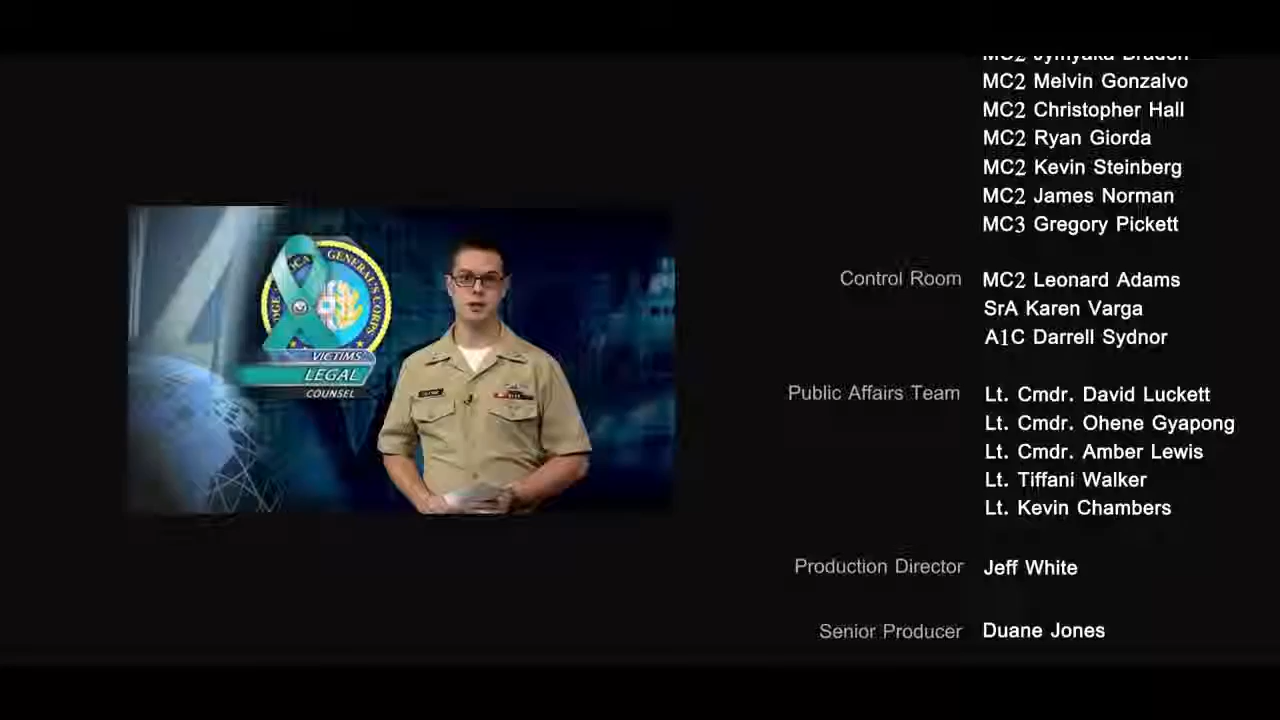 MC2 Melvin Gonzalvo
MC2 Christopher Hall
MC2 Ryan Giorda
MC2 Kevin Steinberg
MC2 James Norman
MC3 Gregory Pickett
Control Room MC2 Leonard Adams
SrA Karen Varga
A1C Darrell Sydnor
Public Affairs Team Lt. Cmdr. David Luckett
Lt. Cmdr. Ohene Gyapong
Lt. Cmdr. Amber Lewis
Lt. Tiffani Walker
Lt. Kevin Chambers
Production Director Jeff White
Senior Producer Duane Jones
GENERAL'S CORPS
VICTIMS'
LEGAL
COUNSEL